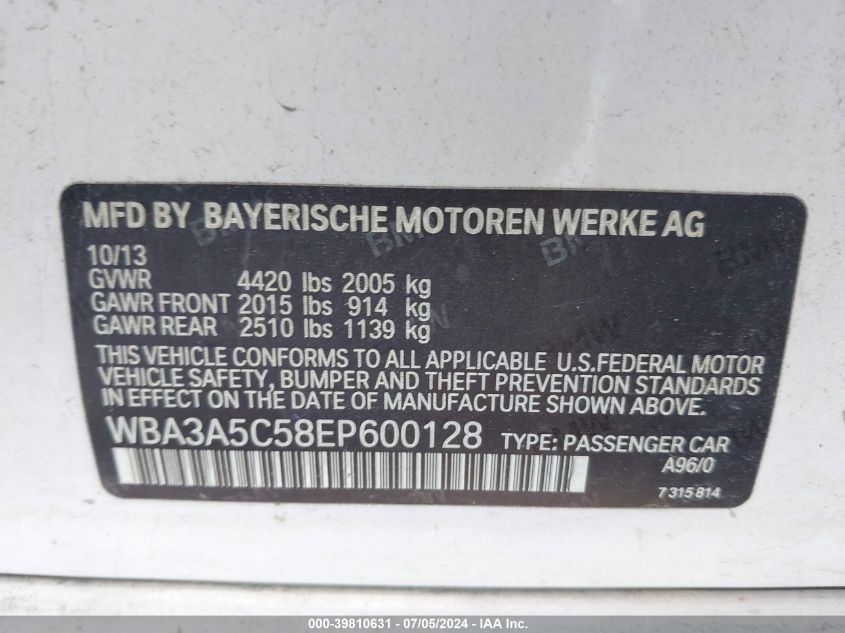 MFD BY BAYERISCHE MOTOREN WERKE AG
10/13
GVWR 4420 lbs 2005 kg
GAWR FRONT 2015 lbs 914 kg
GAWR REAR 2510 lbs 1139 kg
THIS VEHICLE CONFORMS TO ALL APPLICABLE U.S.FEDERAL MOTOR
VEHICLE SAFETY, BUMPER AND THEFT PREVENTION STANDARDS
IN EFFECT ON THE DATE OF MANUFACTURE SHOWN ABOVE.
WBA3A5C58EP600128 TYPE: PASSENGER CAR
A96/0
7315814
000-39810631 - 07/05/2024 - IAA Inc.